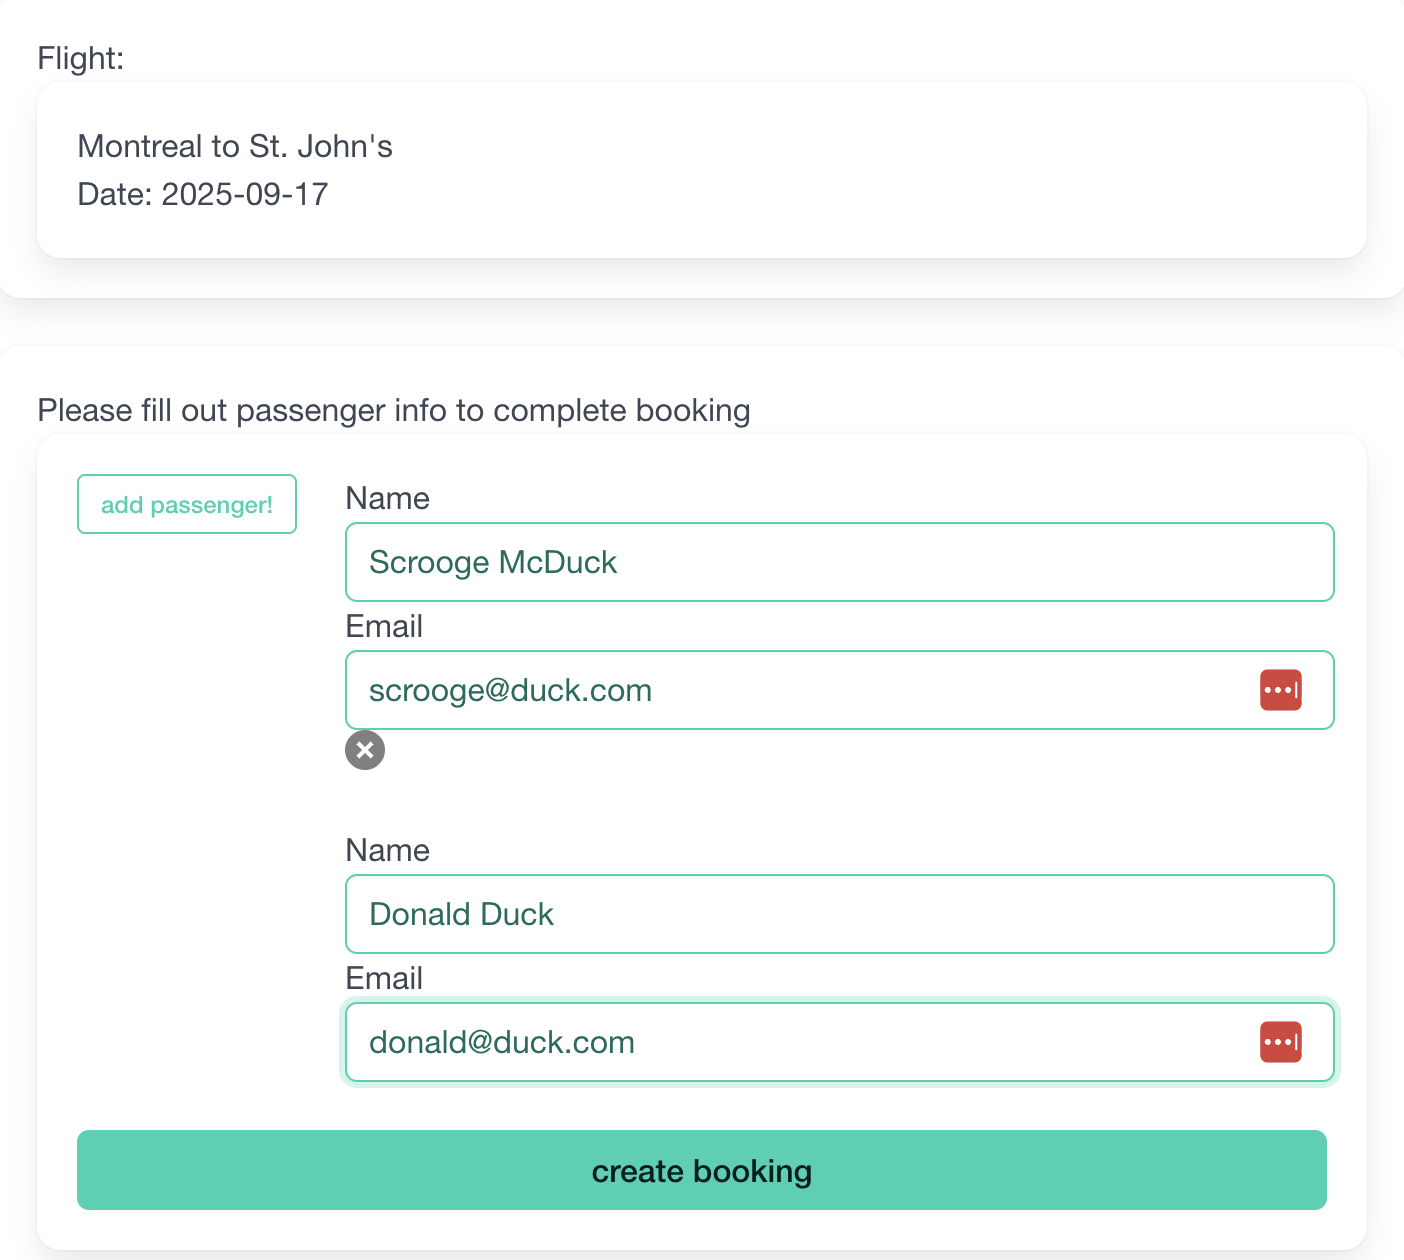 Flight:
Montreal to St. John's
Date: 2025-09-17
Please fill out passenger info to complete booking
add passenger!
Name
Scrooge McDuck
Email
scrooge@duck.com
Name
Donald Duck
Email
donald@duck.com
create booking